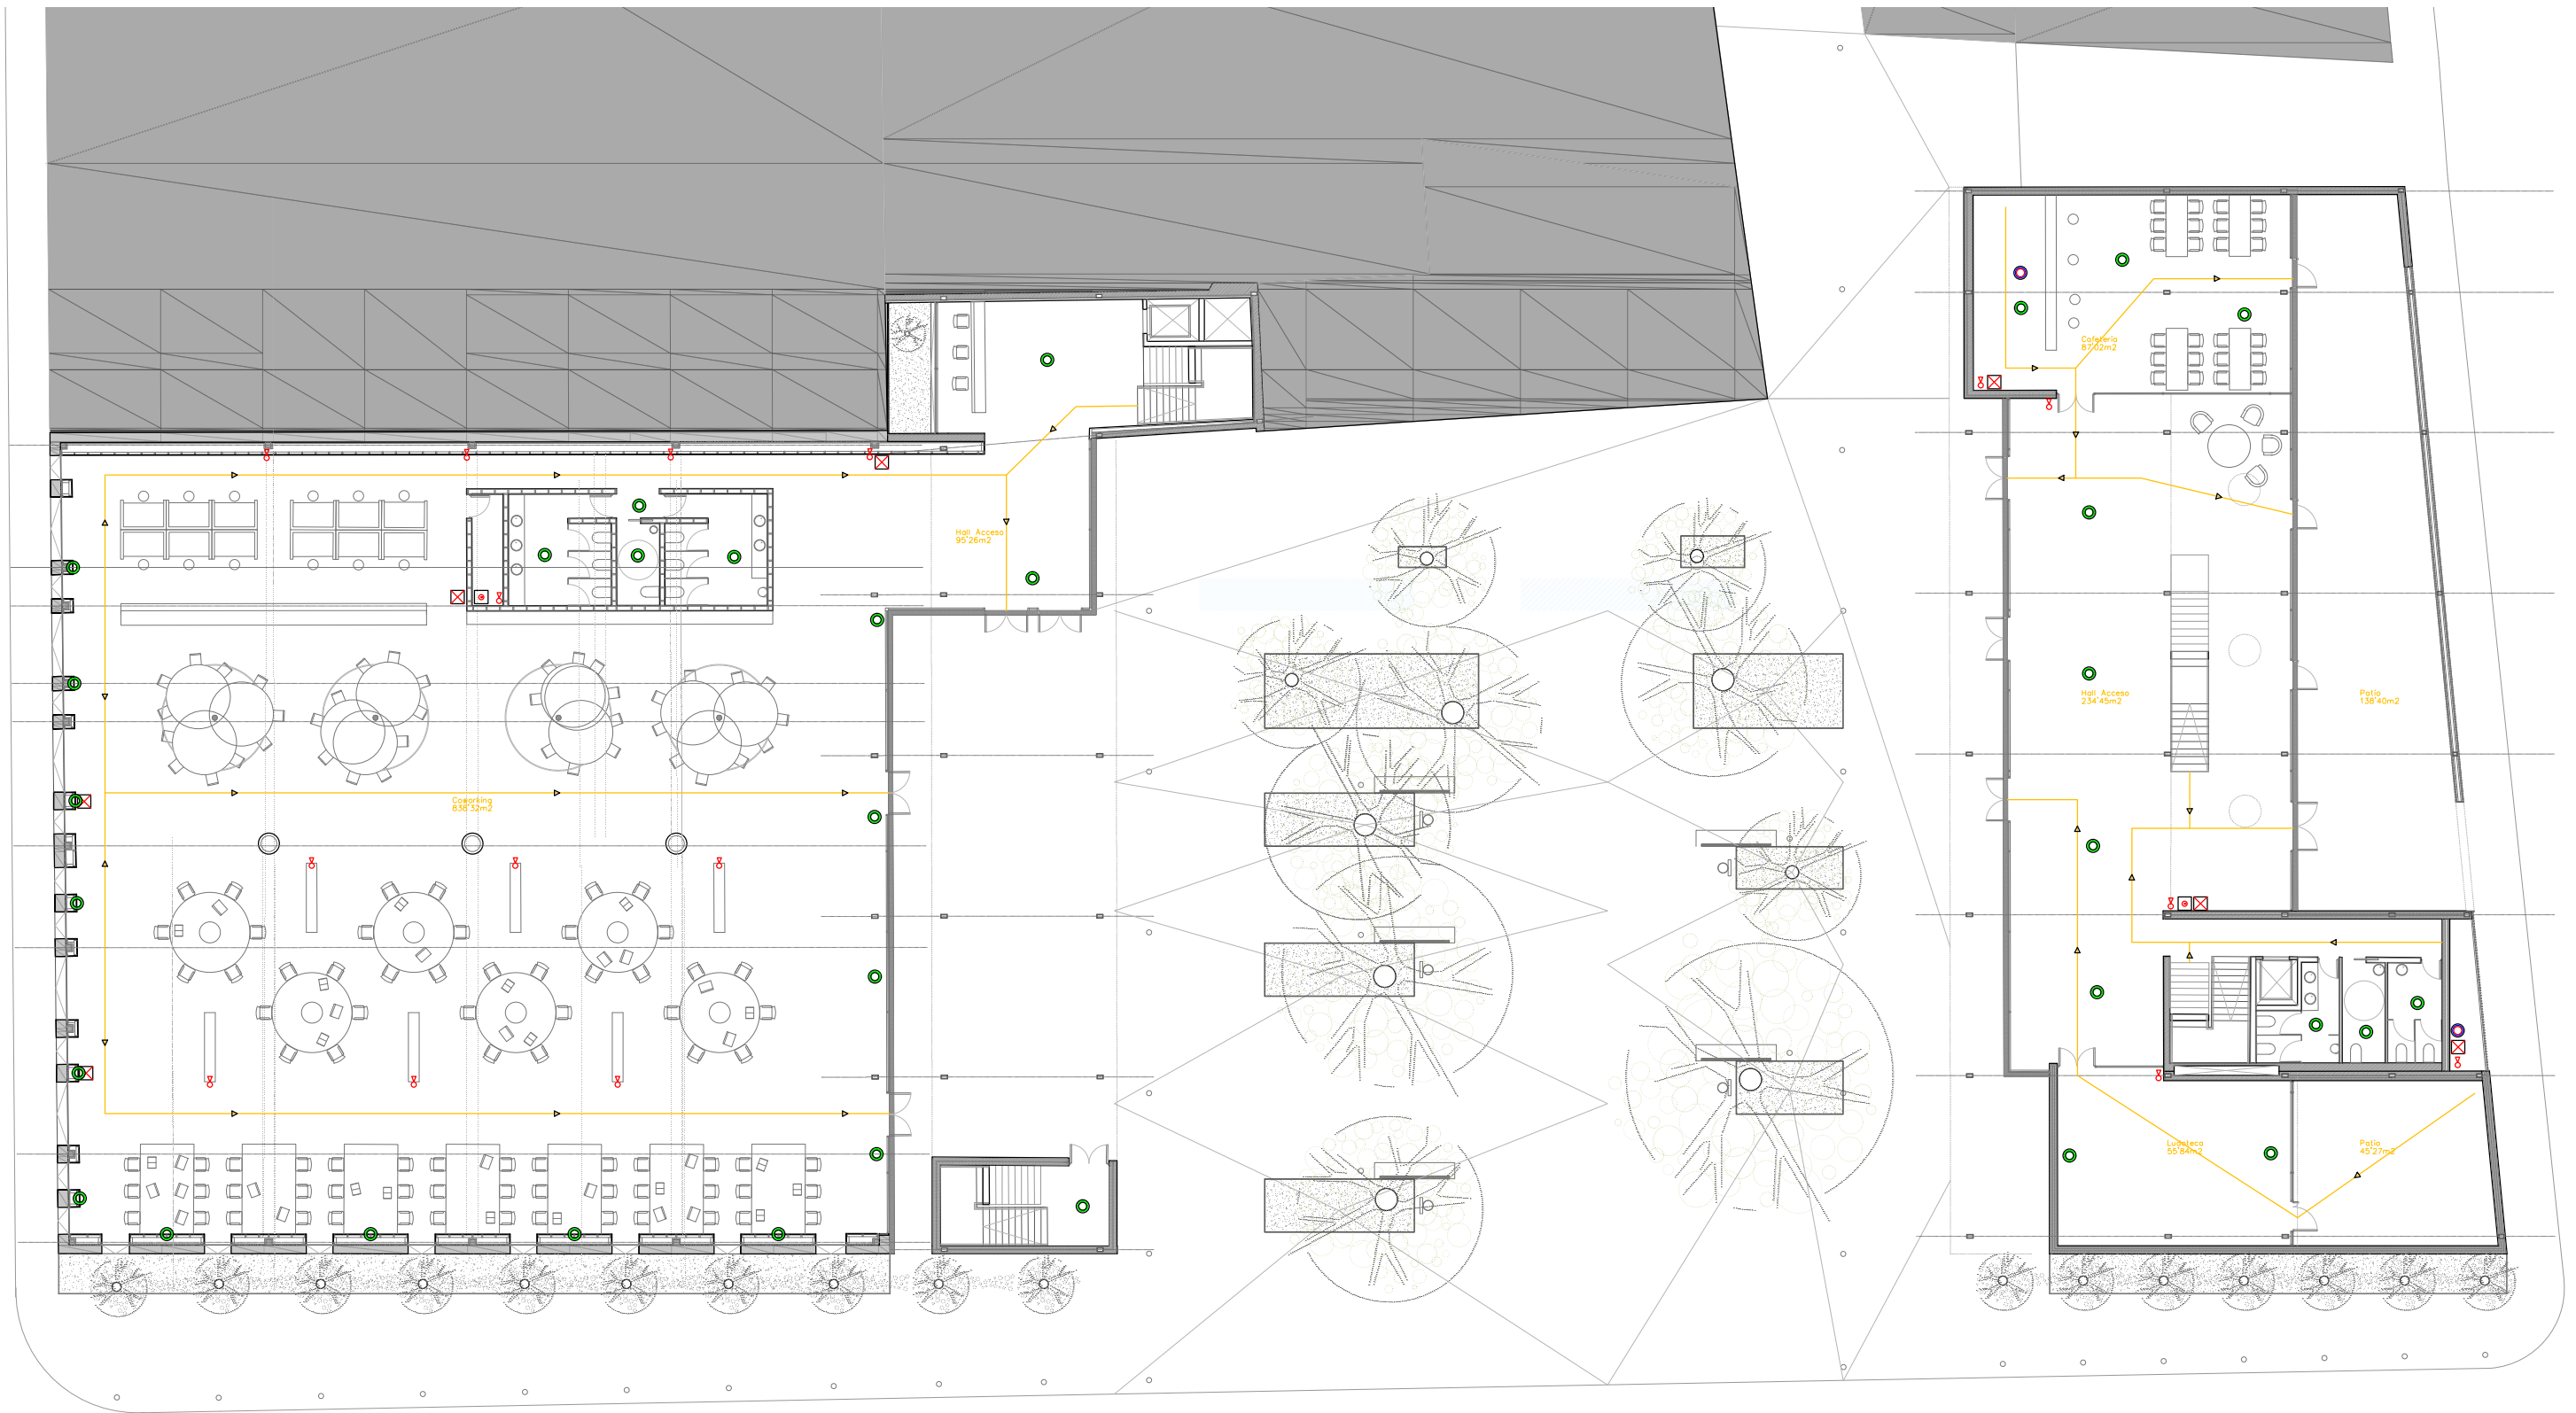 Cafetería
87'02m2
Hall Acceso
95'26m2
Hall Acceso
234'45m2
Patio
138'40m2
Coworking
838'32m2
Ludoteca
55'84m2
Patio
45'27m2